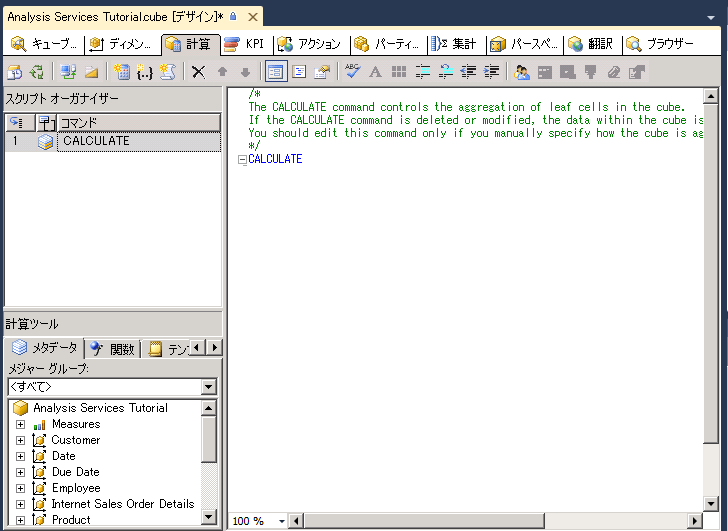 Analysis Services Tutorial.cube [デザイン]*
キューブ...
ディメン...
計算
KPI
アクション
パーティ...
集計
パースペ...
翻訳
ブラウザー
スクリプト オーガナイザー
コマンド
1 CALCULATE
/*
The CALCULATE command controls the aggregation of leaf cells in the cube.
If the CALCULATE command is deleted or modified, the data within the cube is
You should edit this command only if you manually specify how the cube is ag
*/
CALCULATE
計算ツール
メタデータ
関数
テン
メジャー グループ:
<すべて>
Analysis Services Tutorial
Measures
Customer
Date
Due Date
Employee
Internet Sales Order Details
Product
100 %